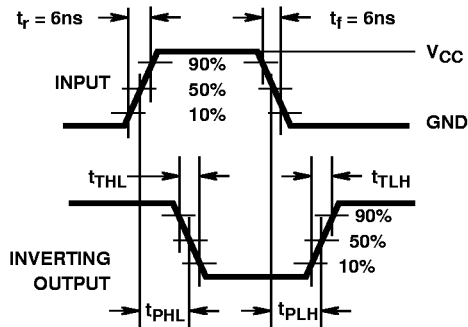 tr = 6ns
tf = 6ns
VCC
INPUT
90%
50%
10%
GND
tTHL
tTLH
90%
50%
10%
INVERTING
OUTPUT
tPHL
tPLH